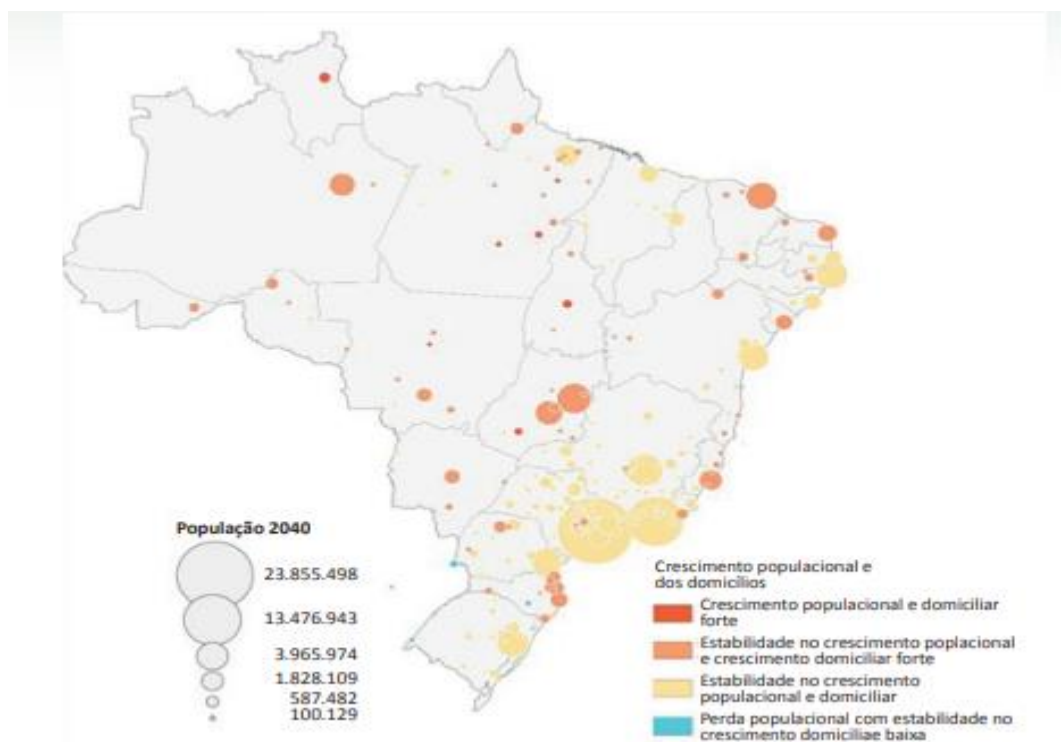 População 2040
23.855.498
13.476.943
3.965.974
1.828.109
587.482
100.129
Crescimento populacional e
dos domicílios
Crescimento populacional e domiciliar
forte
Estabilidade no crescimento poplacional
e crescimento domiciliar forte
Estabilidade no crescimento
populacional e domiciliar
Perda populacional com estabilidade no
crescimento domiciliae baixa